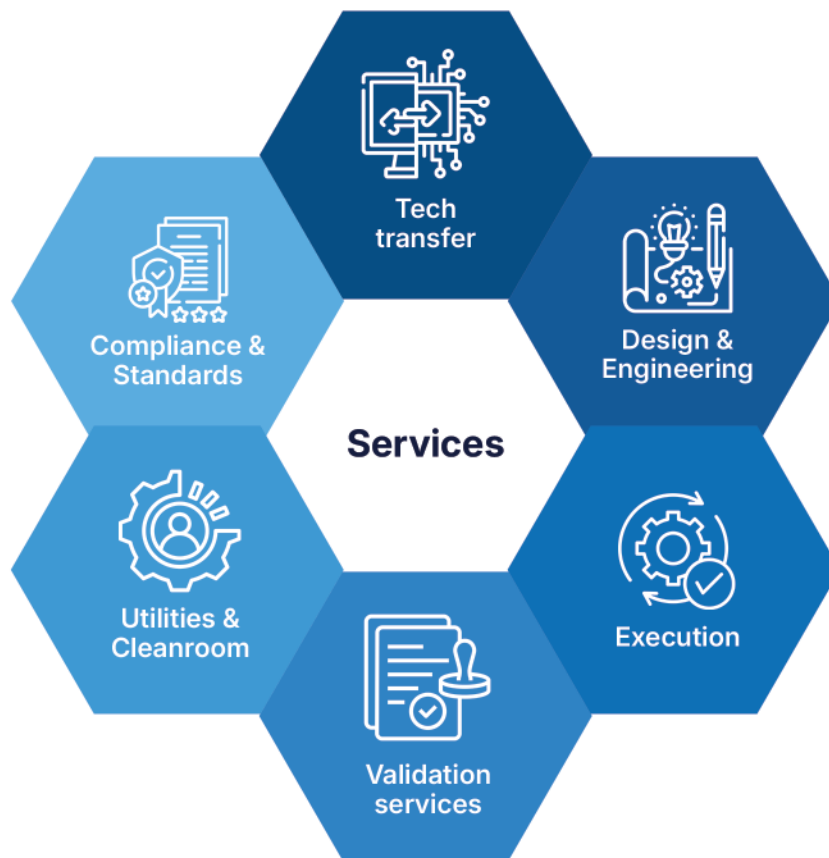 Tech
transfer
Design &
Engineering
Execution
Validation
services
Utilities &
Cleanroom
Compliance &
Standards
Services